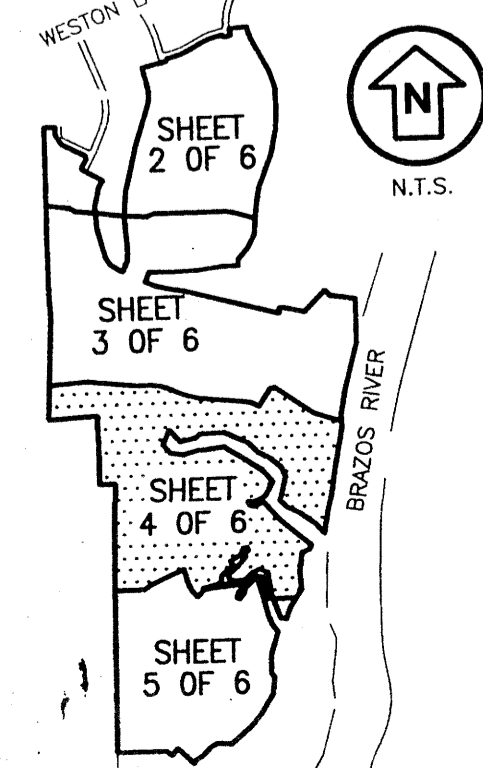 WESTON
SHEET
2 OF 6
N
N.T.S.
SHEET
3 OF 6
BRAZOS RIVER
SHEET
4 OF 6
SHEET
5 OF 6